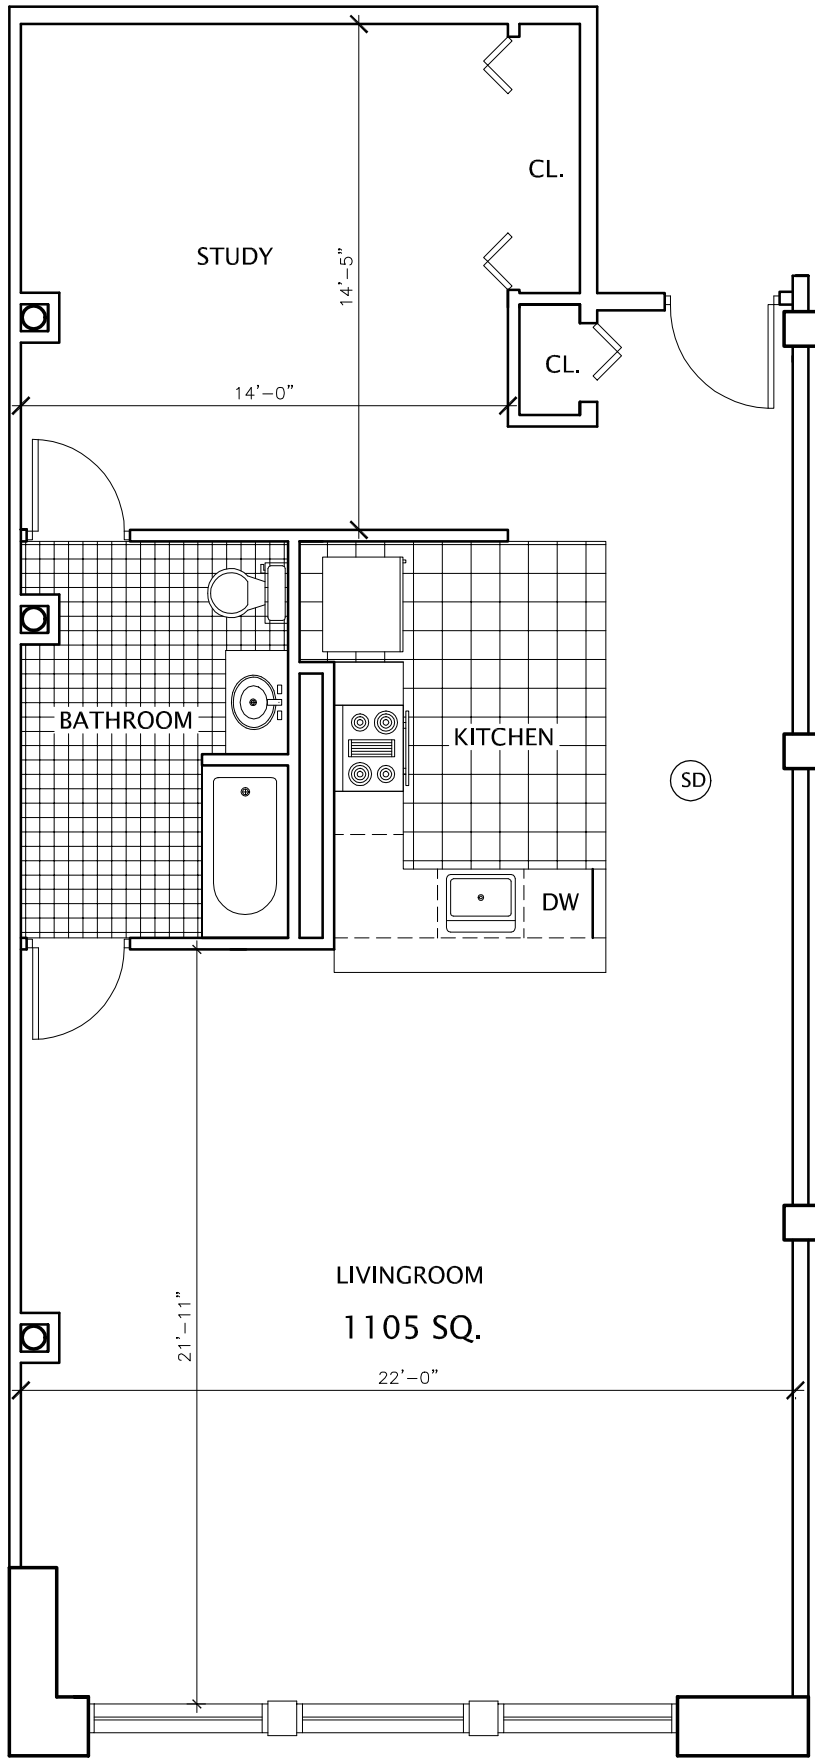 CL.
STUDY
14'-5"
CL.
14'-0"
BATHROOM
KITCHEN
SD
DW
LIVINGROOM
1105 SQ.
21'-11"
22'-0"